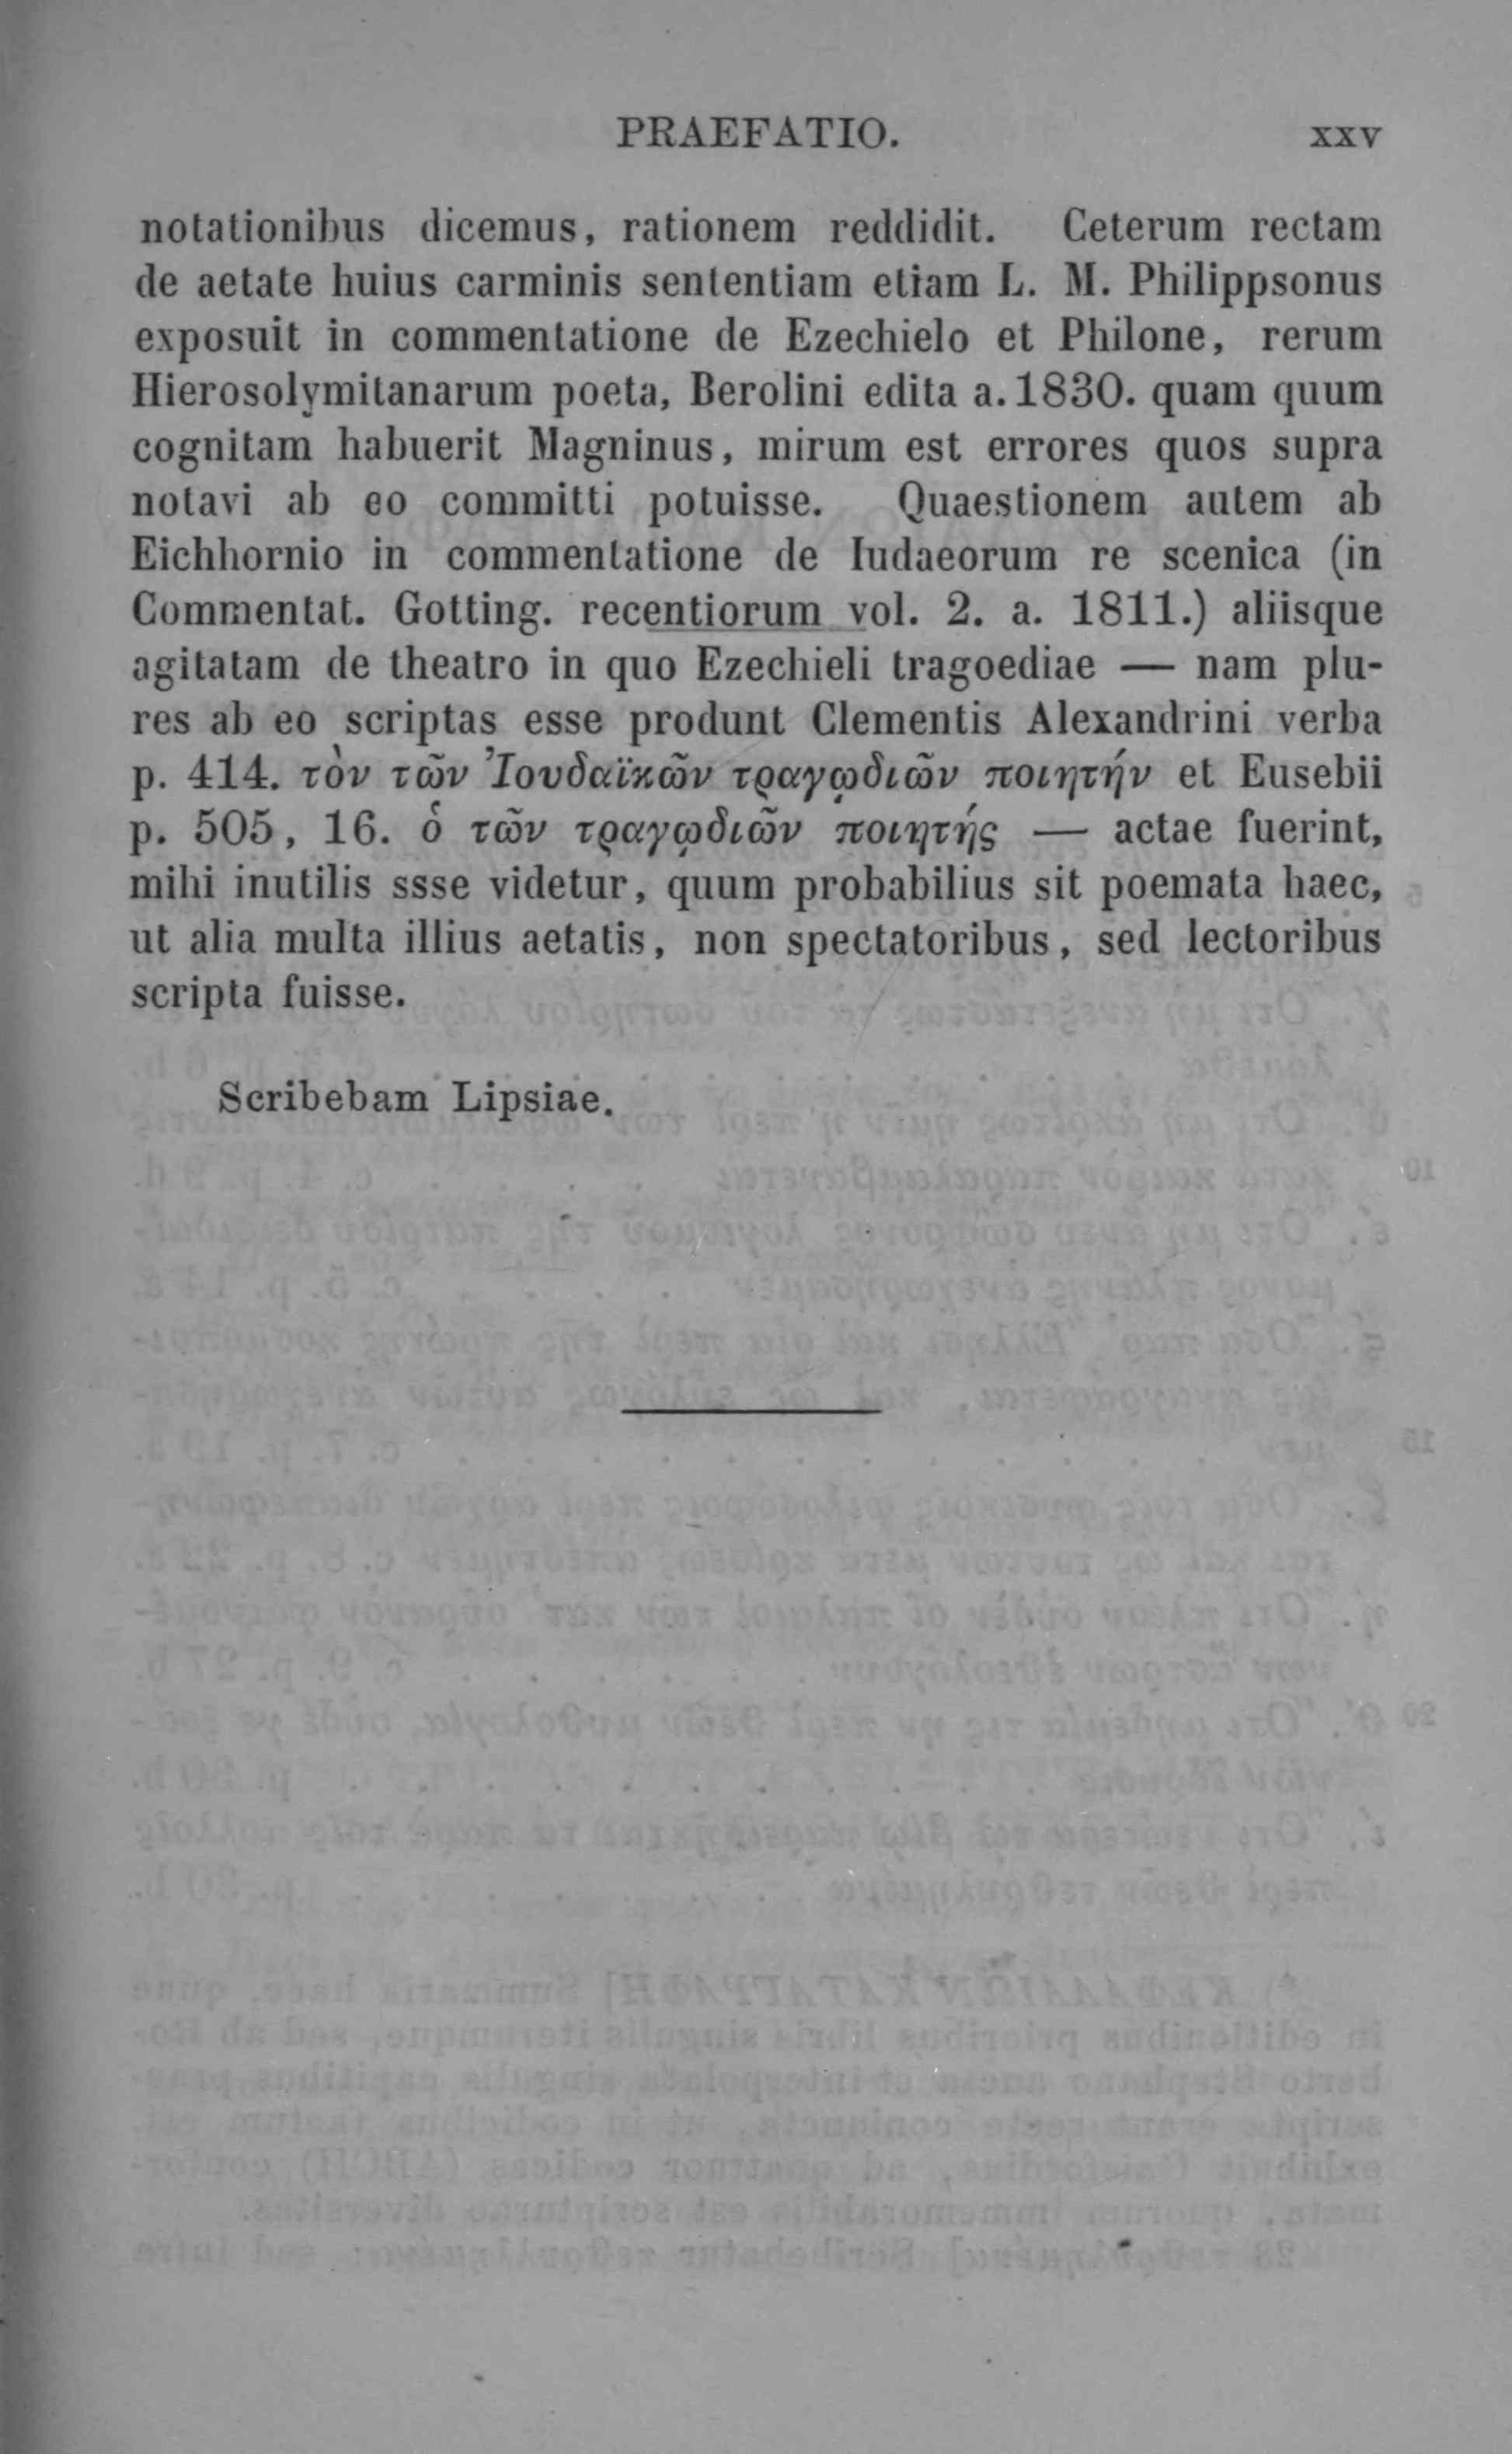 PRAEFATIO. XXV
notationibus dicemus, rationem reddidit. Ceterum rectam
de aetate huius carminis sententiam etiam L. M. Philippsonus
exposuit in commentatione de Ezechielo et Philone, rerum
Hierosolymitanarum poeta, Berolini edita a. 1830. quam quum
cognitam habuerit Magninus, mirum est errores quos supra
notavi ab eo committi potuisse. Quaestionem autem ab
Eichhornio in commentatione de Iudaeorum re scenica (in
Commentat. Gotting. recentiorum vol. 2. a. 1811.) aliisque
agitatam de theatro in quo Ezechieli tragoediae — nam plu-
res ab eo scriptas esse produnt Clementis Alexandrini verba
p. 414. τὸν τῶν Ἰουδαϊκῶν τραγῳδιῶν ποιητήν et Eusebii
p. 505, 16. ὁ τῶν τραγῳδιῶν ποιητής — actae fuerint,
mihi inutilis ssse videtur, quum probabilius sit poemata haec,
ut alia multa illius aetatis, non spectatoribus, sed lectoribus
scripta fuisse.
Scribebam Lipsiae.